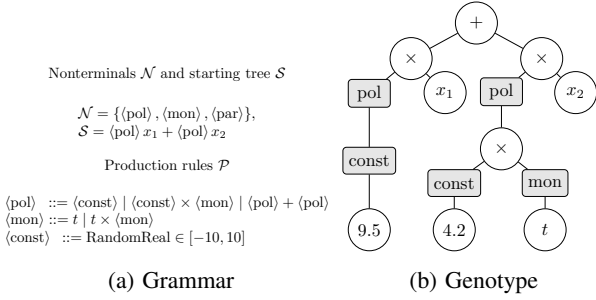 Nonterminals 𝒩 and starting tree 𝒮
𝒩 = {⟨pol⟩ , ⟨mon⟩ , ⟨par⟩},
𝒮 = ⟨pol⟩ x₁ + ⟨pol⟩ x₂
Production rules 𝒫
⟨pol⟩ ::= ⟨const⟩ | ⟨const⟩ × ⟨mon⟩ | ⟨pol⟩ + ⟨pol⟩
⟨mon⟩ ::= t | t × ⟨mon⟩
⟨const⟩ ::= RandomReal ∈ [−10, 10]
(a) Grammar
+
× ×
pol x₁ pol x₂
const ×
const mon
9.5 4.2 t
(b) Genotype